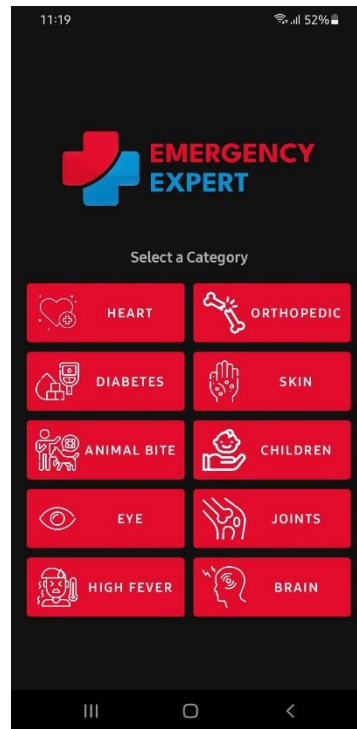 11:19
52%
EMERGENCY
EXPERT
Select a Category
HEART
ORTHOPEDIC
DIABETES
SKIN
ANIMAL BITE
CHILDREN
EYE
JOINTS
HIGH FEVER
BRAIN